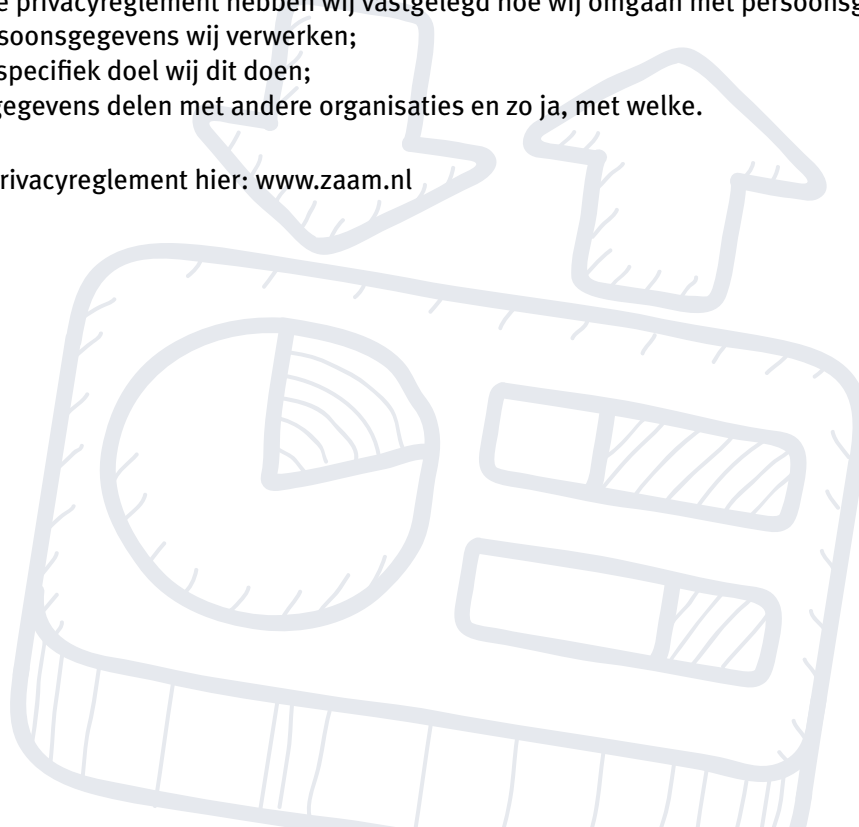 e privacyreglement hebben wij vastgelegd hoe wij omgaan met persoonsg
soonsgegevens wij verwerken;
specifiek doel wij dit doen;
gegevens delen met andere organisaties en zo ja, met welke.
rivacyreglement hier: www.zaam.nl